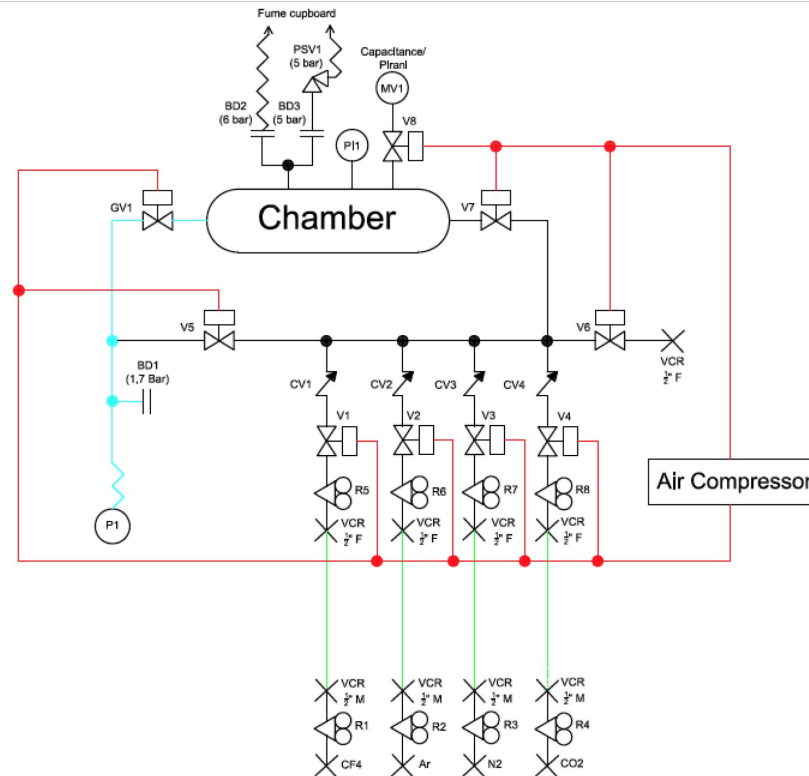 Fume cupboard
PSV1
(5 bar)
Capacitance/
Pirani
MV1
BD2
(6 bar)
BD3
(5 bar)
V8
PI1
GV1
Chamber
V7
V5
V6
VCR
½" F
BD1
(1,7 Bar)
CV1
CV2
CV3
CV4
V1
V2
V3
V4
Air Compressor
R5
R6
R7
R8
P1
VCR
½" F
VCR
½" F
VCR
½" F
VCR
½" F
VCR
½" M
VCR
½" M
VCR
½" M
VCR
½" M
R1
R2
R3
R4
CF4
Ar
N2
CO2